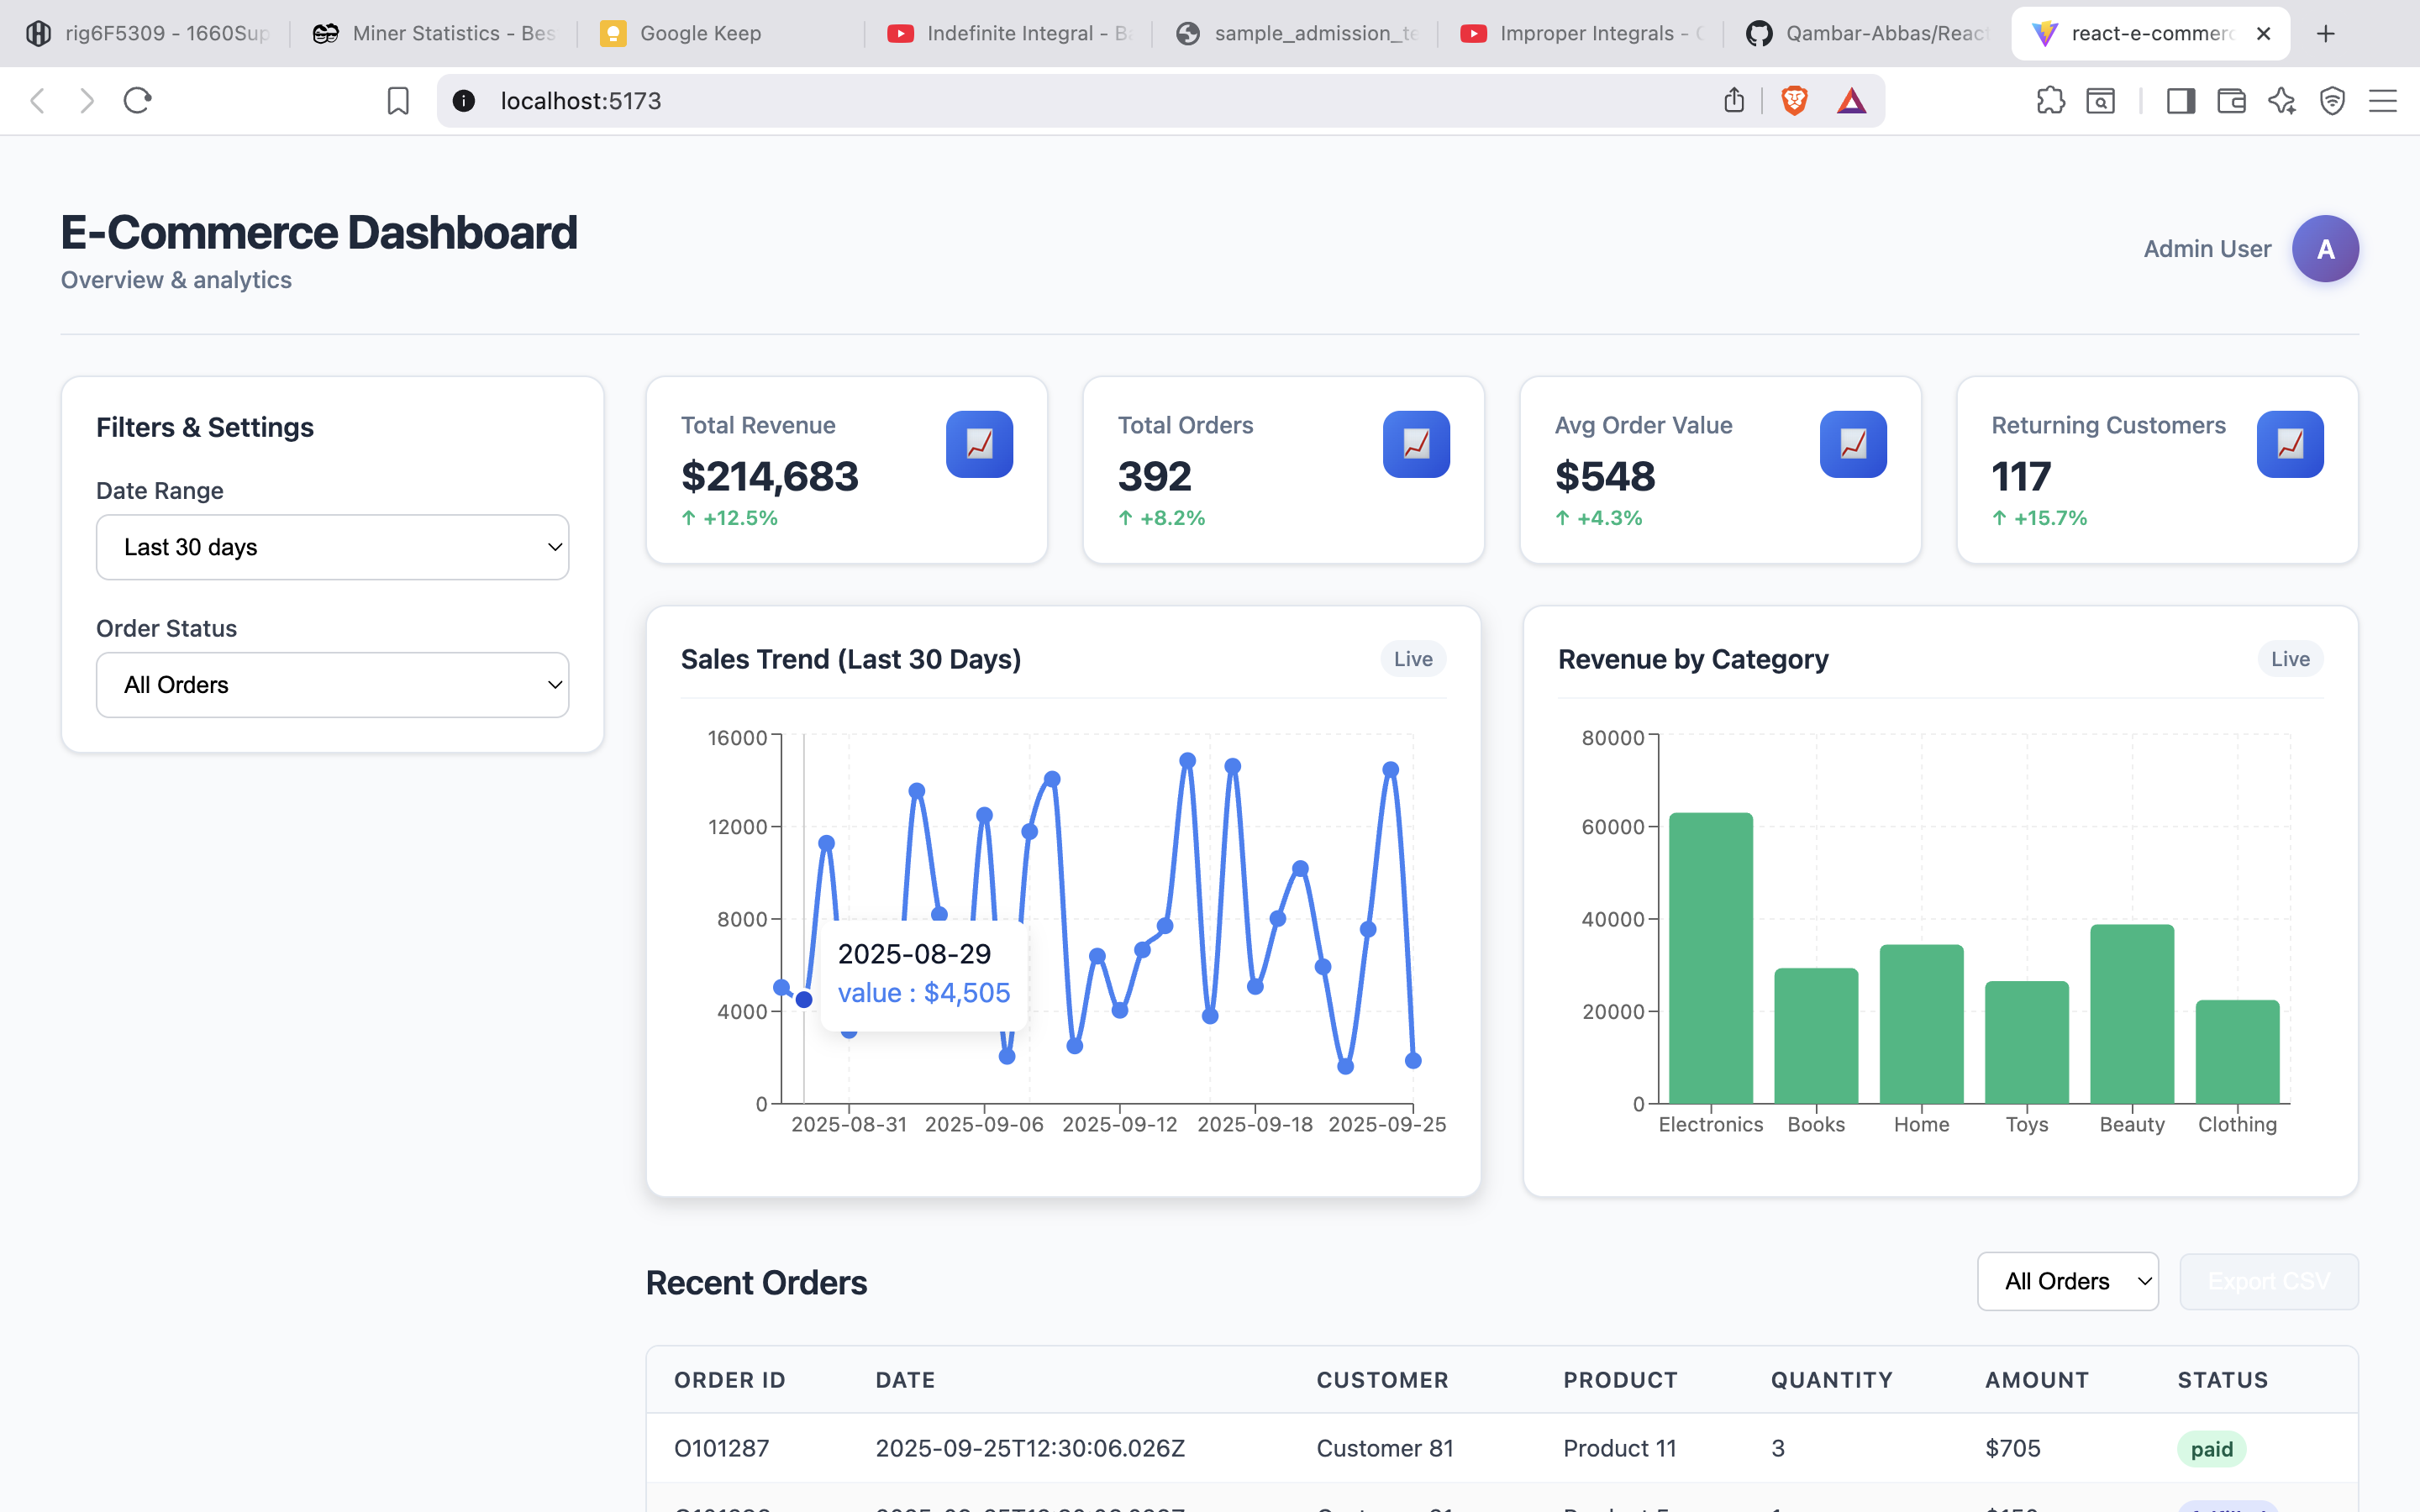 rig6F5309 - 1660Sup
Miner Statistics - Bes
Google Keep
Indefinite Integral - Ba
sample_admission_te
Improper Integrals -
Qambar-Abbas/Reac
react-e-commerc
localhost:5173
E-Commerce Dashboard
Overview & analytics
Admin User
A
Filters & Settings
Date Range
Last 30 days
Order Status
All Orders
Total Revenue
$214,683
↑ +12.5%
Total Orders
392
↑ +8.2%
Avg Order Value
$548
↑ +4.3%
Returning Customers
117
↑ +15.7%
Sales Trend (Last 30 Days)
Live
16000
12000
8000
4000
0
2025-08-29
value : $4,505
2025-08-31 2025-09-06 2025-09-12 2025-09-18 2025-09-25
Revenue by Category
Live
80000
60000
40000
20000
0
Electronics Books Home Toys Beauty Clothing
Recent Orders
All Orders
Export CSV
ORDER ID DATE CUSTOMER PRODUCT QUANTITY AMOUNT STATUS
O101287 2025-09-25T12:30:06.026Z Customer 81 Product 11 3 $705 paid